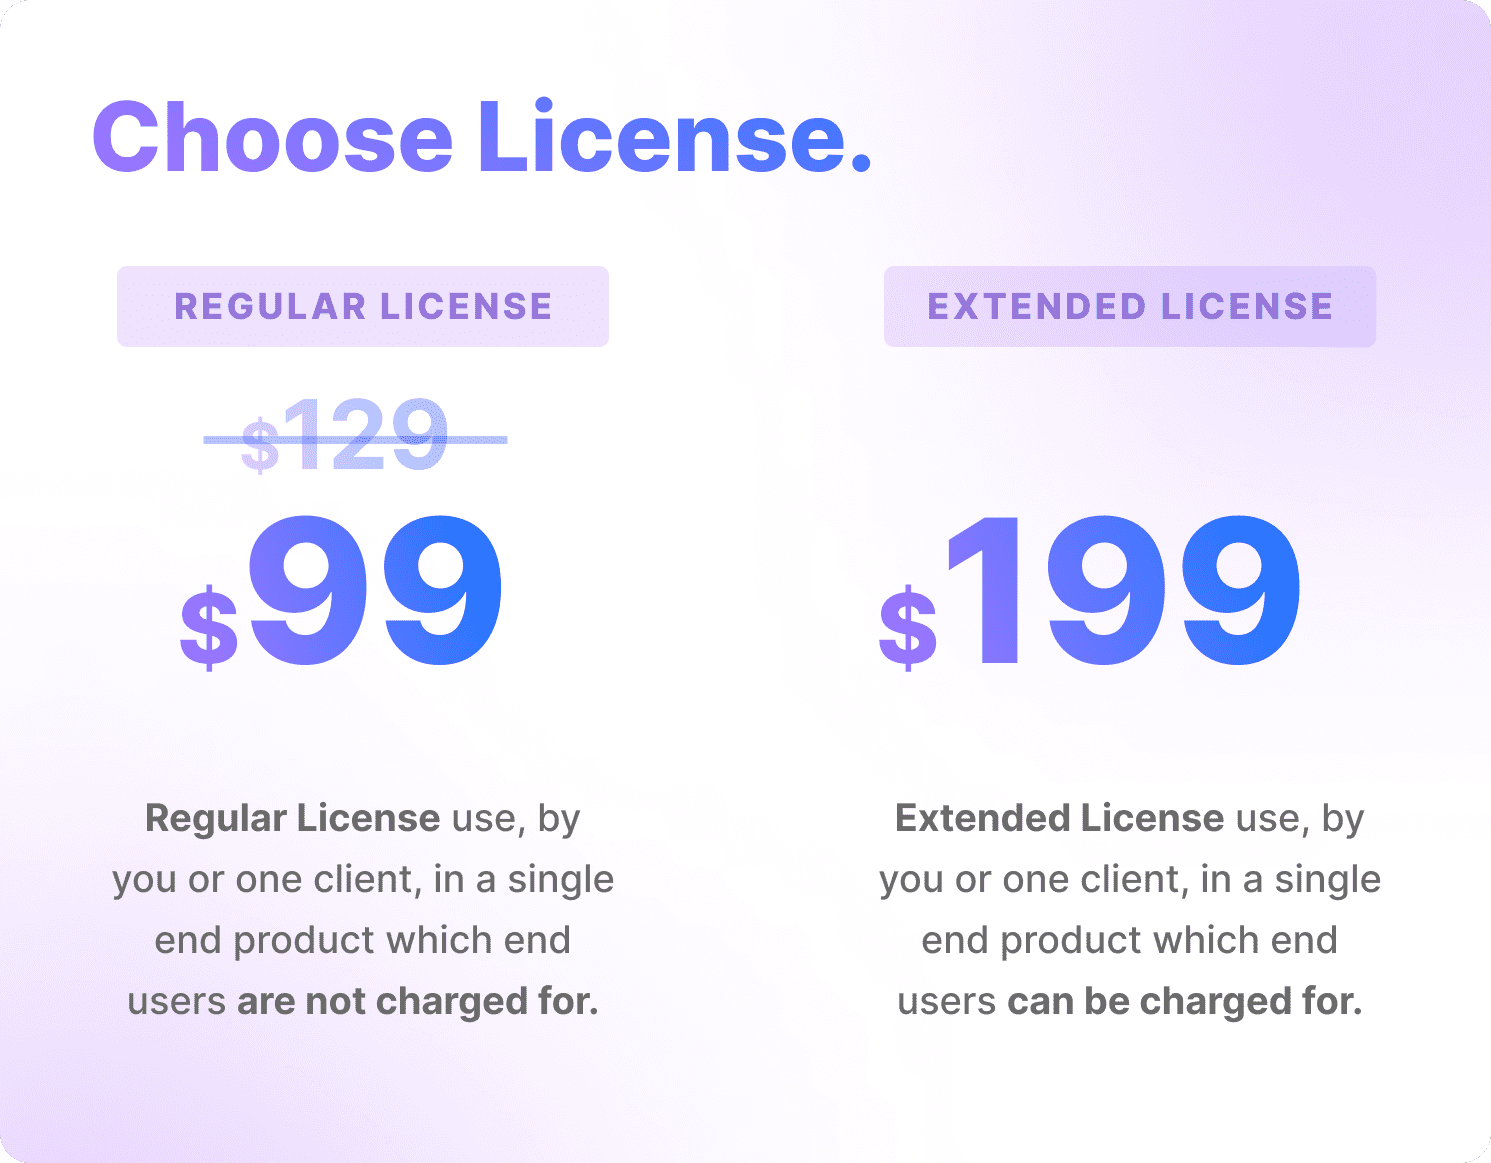 Choose License.
REGULAR LICENSE
$129
$99
Regular License use, by
you or one client, in a single
end product which end
users are not charged for.
EXTENDED LICENSE
$199
Extended License use, by
you or one client, in a single
end product which end
users can be charged for.